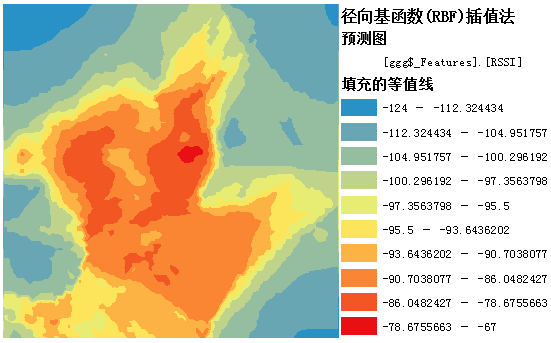 径向基函数(RBF)插值法
预测图
[ggg$_Features].[RSSI]
填充的等值线
-124 － -112.324434
-112.324434 － -104.951757
-104.951757 － -100.296192
-100.296192 － -97.3563798
-97.3563798 － -95.5
-95.5 － -93.6436202
-93.6436202 － -90.7038077
-90.7038077 － -86.0482427
-86.0482427 － -78.6755663
-78.6755663 － -67